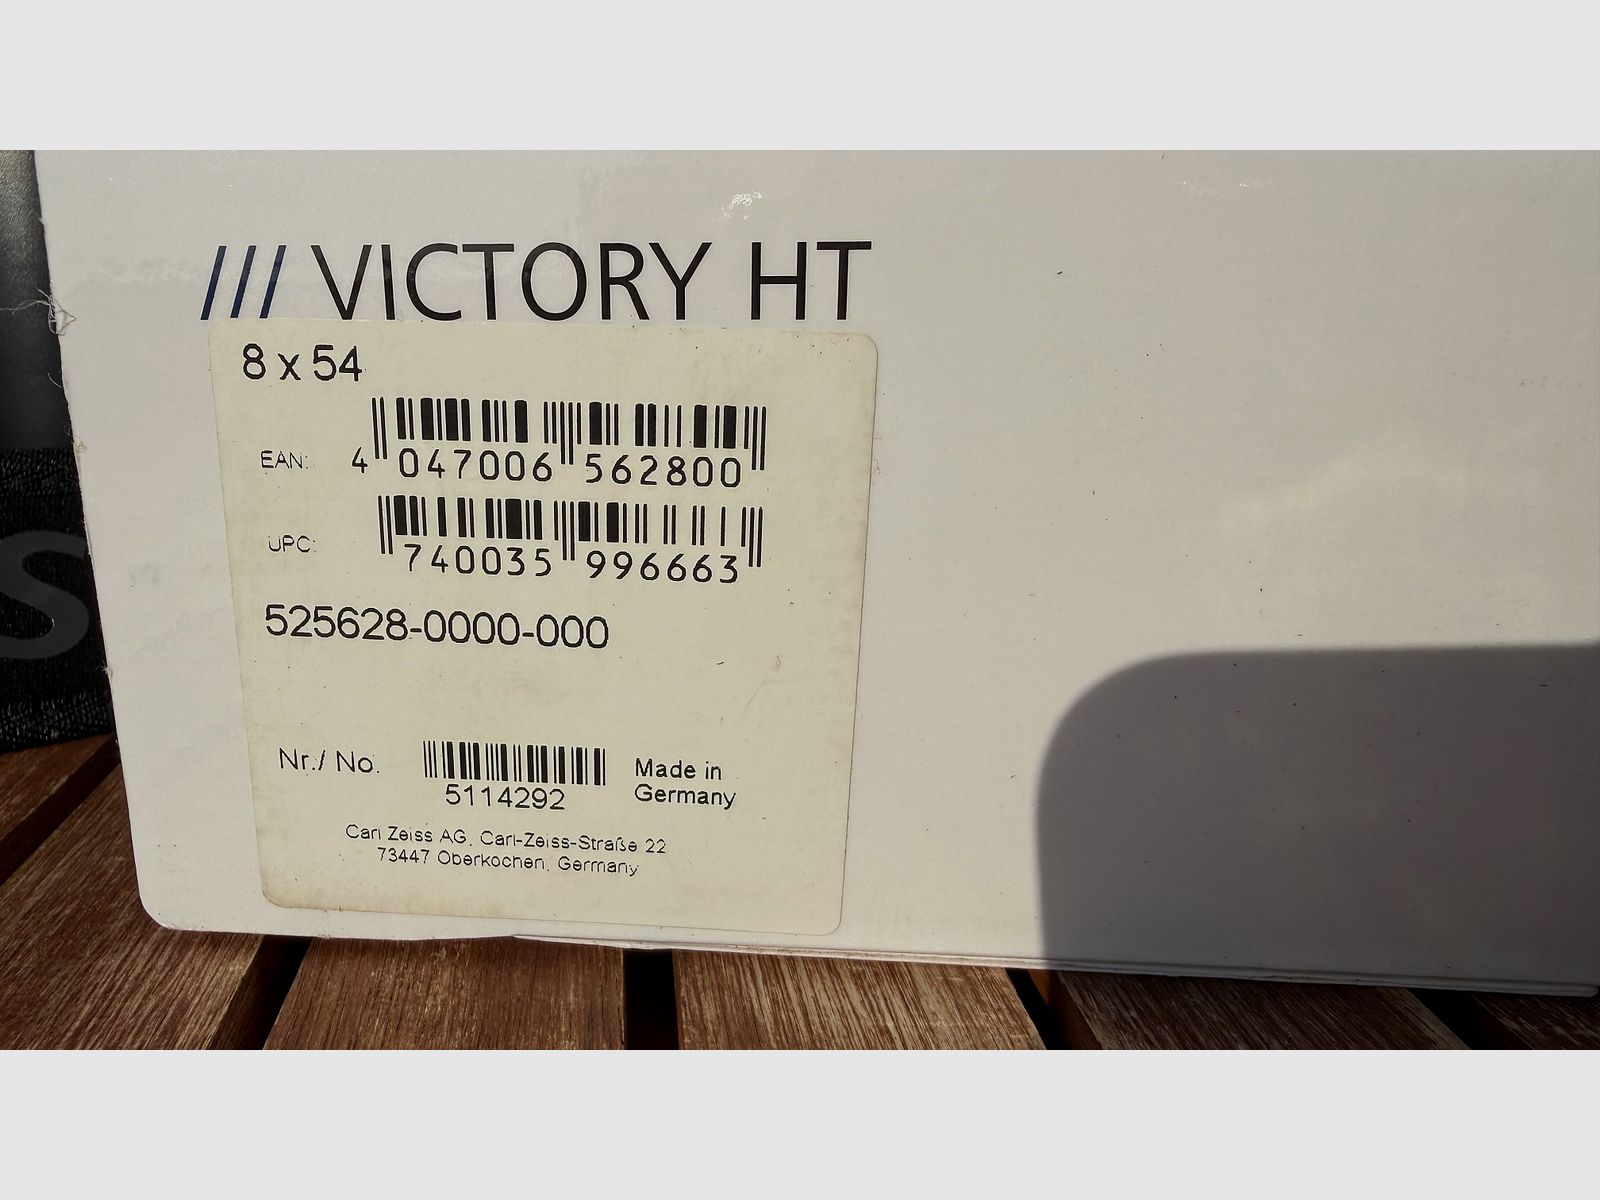 /// VICTORY HT
8 x 54
EAN: 4 047006 562800
UPC: 740035 996663
525628-0000-000
Nr./ No. 5114292 Made in
Germany
Carl Zeiss AG, Carl-Zeiss-Straße 22
73447 Oberkochen, Germany
S